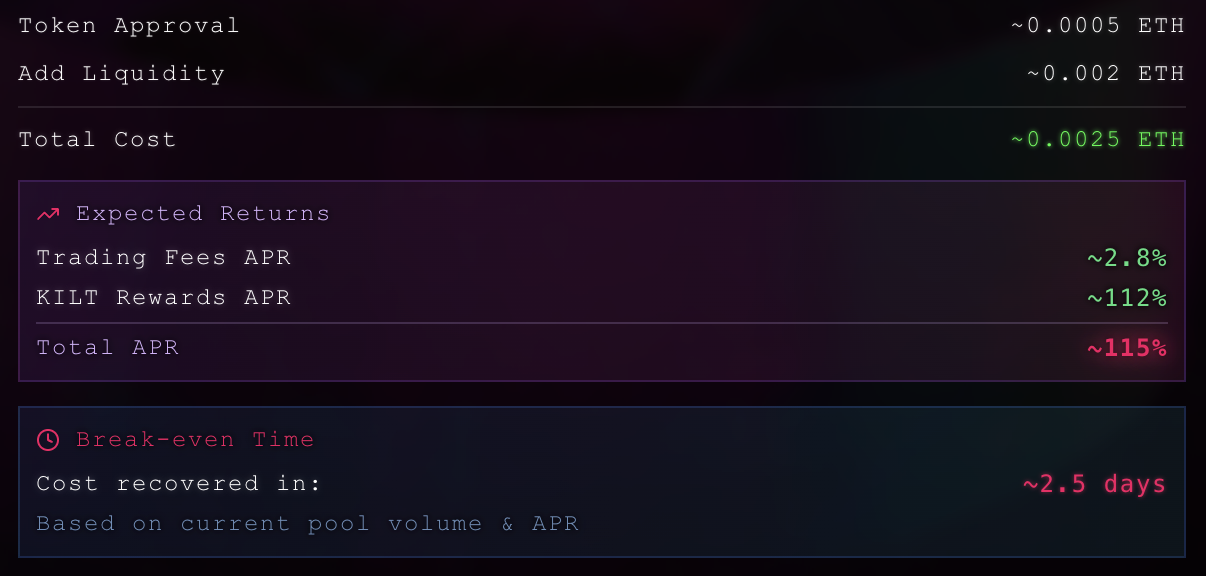 Token Approval ~0.0005 ETH
Add Liquidity ~0.002 ETH
Total Cost ~0.0025 ETH
Expected Returns
Trading Fees APR ~2.8%
KILT Rewards APR ~112%
Total APR ~115%
Break-even Time
Cost recovered in: ~2.5 days
Based on current pool volume & APR